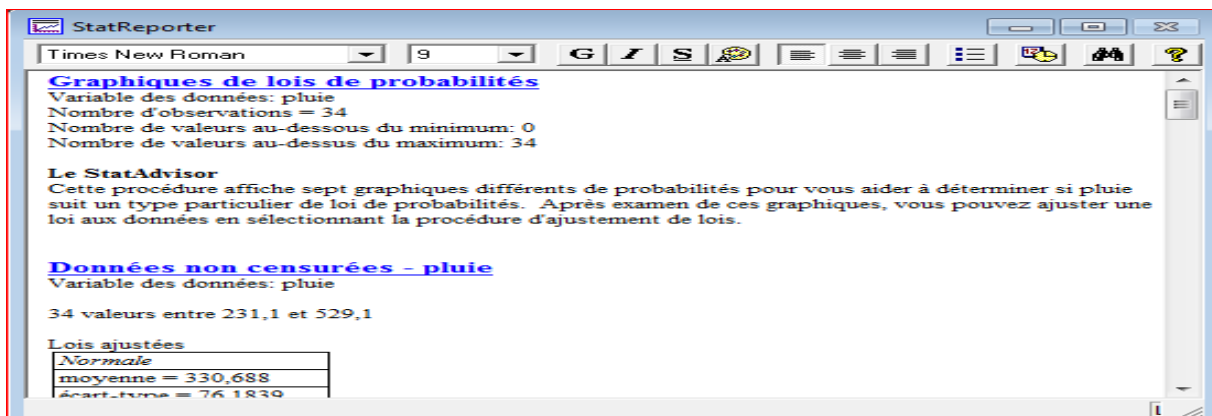 StatReporter
Times New Roman 9 G I S
Graphiques de lois de probabilités
Variable des données: pluie
Nombre d'observations = 34
Nombre de valeurs au-dessous du minimum: 0
Nombre de valeurs au-dessus du maximum: 34
Le StatAdvisor
Cette procédure affiche sept graphiques différents de probabilités pour vous aider à déterminer si pluie
suit un type particulier de loi de probabilités. Après examen de ces graphiques, vous pouvez ajuster une
loi aux données en sélectionnant la procédure d'ajustement de lois.
Données non censurées - pluie
Variable des données: pluie
34 valeurs entre 231,1 et 529,1
Lois ajustées
Normale
moyenne = 330,688
écart-type = 76,1839
L